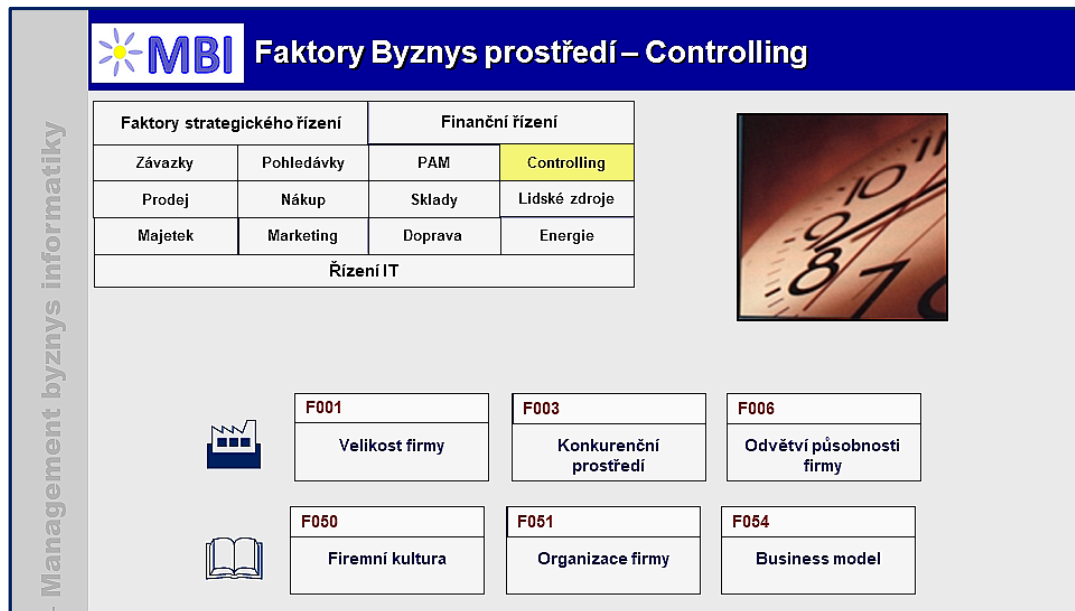 MBI Faktory Byznys prostředí – Controlling
Faktory strategického řízení Finanční řízení
Závazky Pohledávky PAM Controlling
Prodej Nákup Sklady Lidské zdroje
Majetek Marketing Doprava Energie
Řízení IT
- Management byznys informatiky
F001 F003 F006
Velikost firmy Konkurenční Odvětví působnosti
prostředí firmy
F050 F051 F054
Firemní kultura Organizace firmy Business model